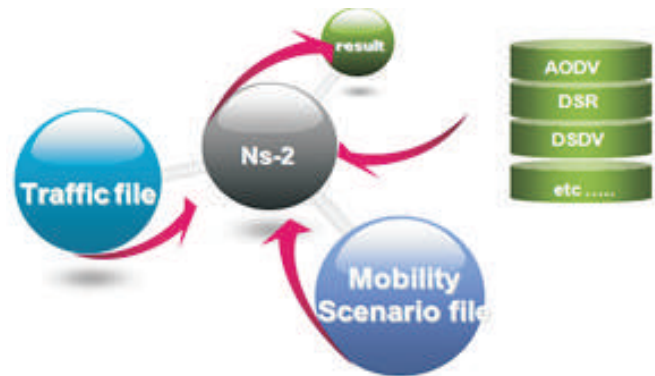 result
AODV
DSR
DSDV
etc .....
Ns-2
Traffic file
Mobility
Scenario file